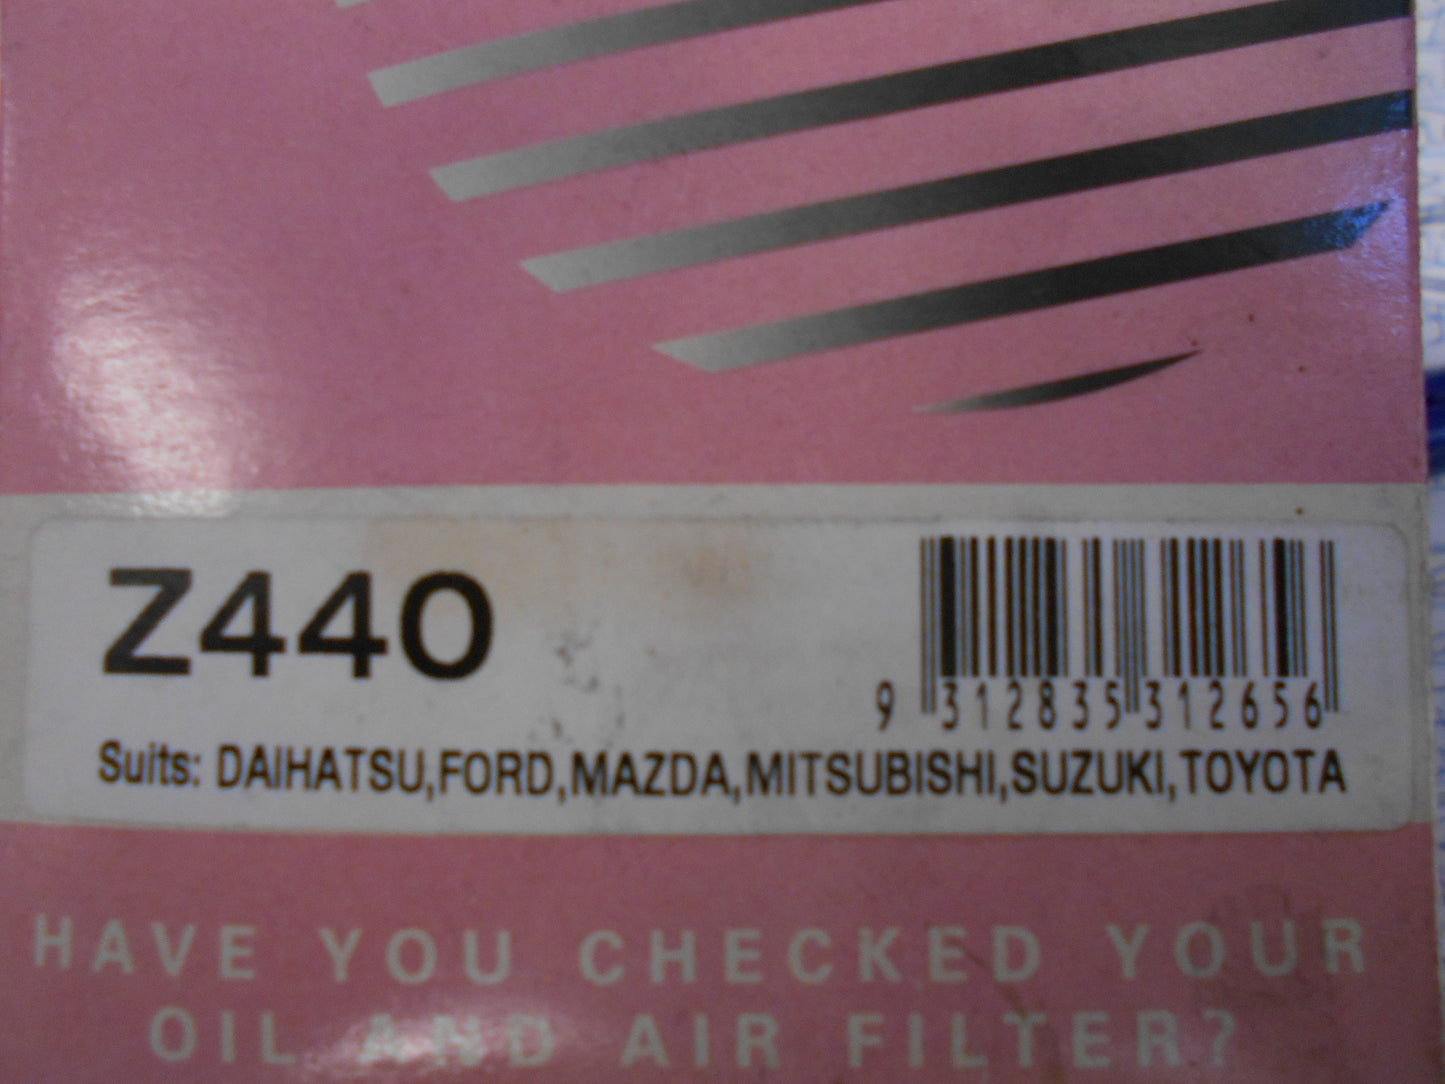 Z440
9 312835 312656
Suits: DAIHATSU,FORD,MAZDA,MITSUBISHI,SUZUKI,TOYOTA
HAVE YOU CHECKED YOUR
OIL AND AIR FILTER?